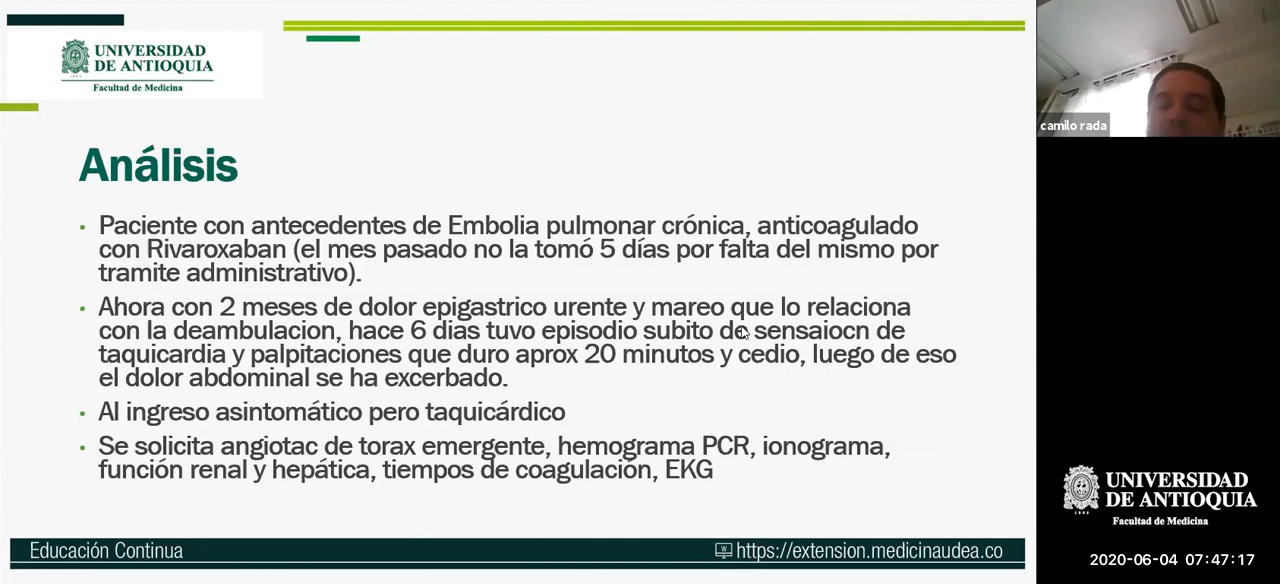 UNIVERSIDAD
DE ANTIOQUIA
1803
Facultad de Medicina
Análisis
• Paciente con antecedentes de Embolia pulmonar crónica, anticoagulado
con Rivaroxaban (el mes pasado no la tomó 5 días por falta del mismo por
tramite administrativo).
• Ahora con 2 meses de dolor epigastrico urente y mareo que lo relaciona
con la deambulacion, hace 6 dias tuvo episodio subito de sensaiocn de
taquicardia y palpitaciones que duro aprox 20 minutos y cedio, luego de eso
el dolor abdominal se ha excerbado.
• Al ingreso asintomático pero taquicárdico
• Se solicita angiotac de torax emergente, hemograma PCR, ionograma,
función renal y hepática, tiempos de coagulación, EKG
Educación Continua
https://extension.medicinaudea.co
camilo rada
UNIVERSIDAD
DE ANTIOQUIA
1803
Facultad de Medicina
2020-06-04 07:47:17